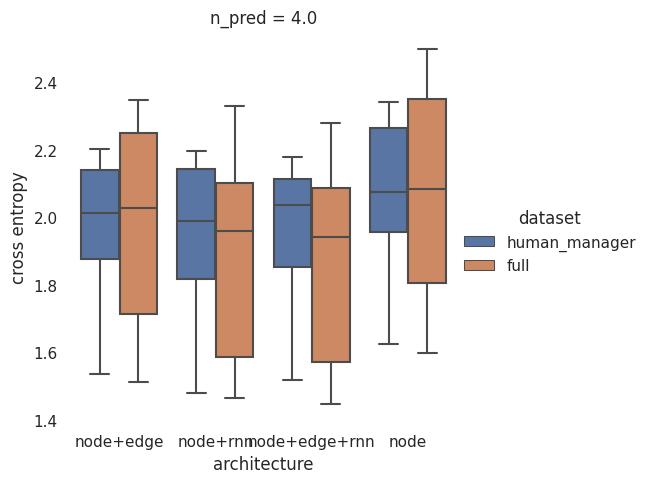 n_pred = 4.0
cross entropy
2.4
2.2
2.0
1.8
1.6
1.4
node+edge
node+rnn
node+edge+rnn
node
architecture
dataset
human_manager
full